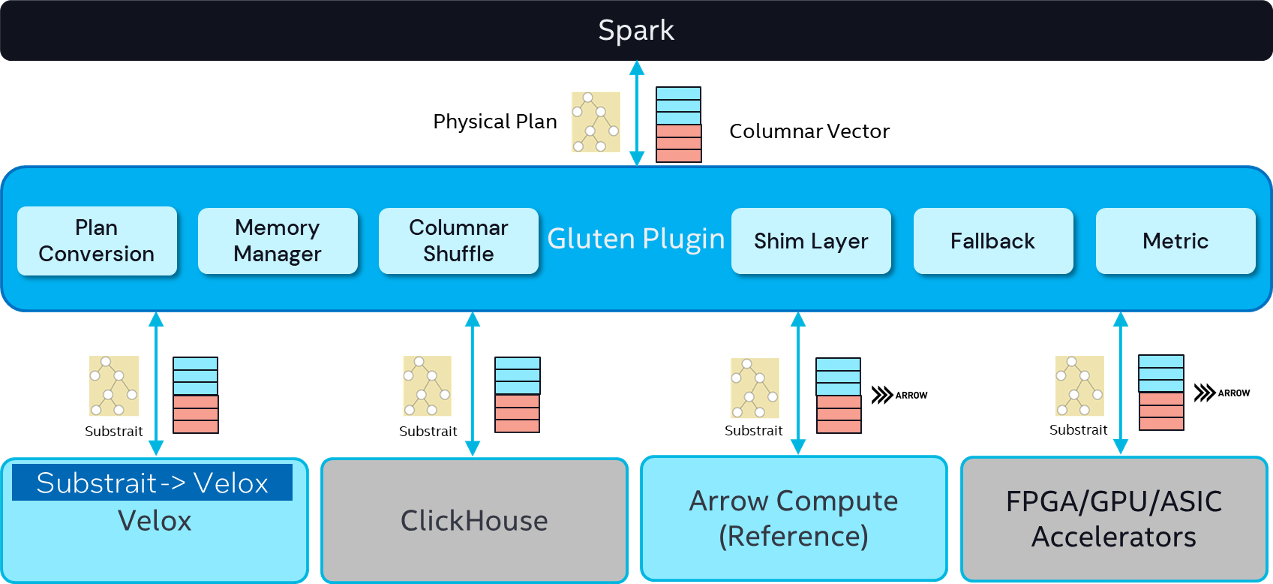 Spark
Physical Plan
Columnar Vector
Plan
Conversion
Memory
Manager
Columnar
Shuffle
Gluten Plugin
Shim Layer
Fallback
Metric
Substrait
Substrait
Substrait
ARROW
Substrait
ARROW
Substrait-> Velox
Velox
ClickHouse
Arrow Compute
(Reference)
FPGA/GPU/ASIC
Accelerators